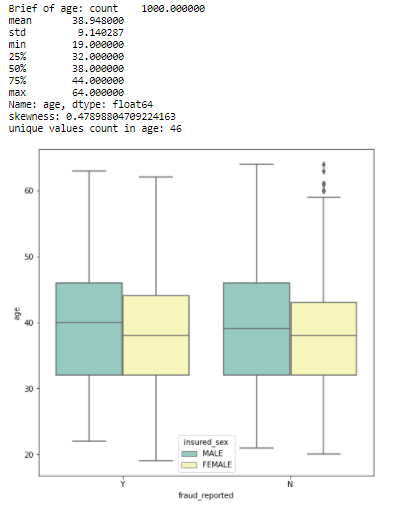 Brief of age: count    1000.000000
mean       38.948000
std         9.140287
min        19.000000
25%        32.000000
50%        38.000000
75%        44.000000
max        64.000000
Name: age, dtype: float64
skewness: 0.47898804709224163
unique values count in age: 46
60
50
age
40
30
20
insured_sex
MALE
FEMALE
Y N
fraud_reported